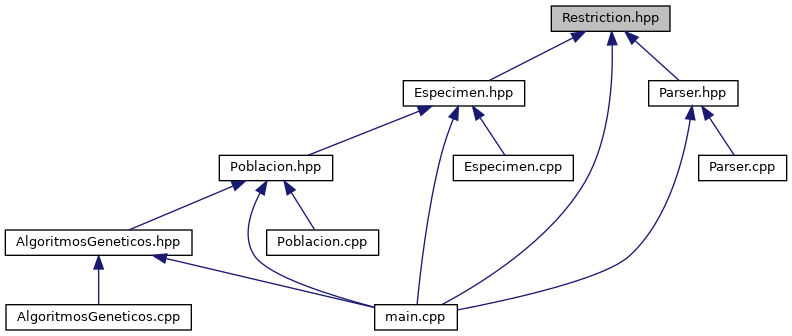 Restriction.hpp
Especimen.hpp
Parser.hpp
Poblacion.hpp
Especimen.cpp
Parser.cpp
AlgoritmosGeneticos.hpp
Poblacion.cpp
AlgoritmosGeneticos.cpp
main.cpp